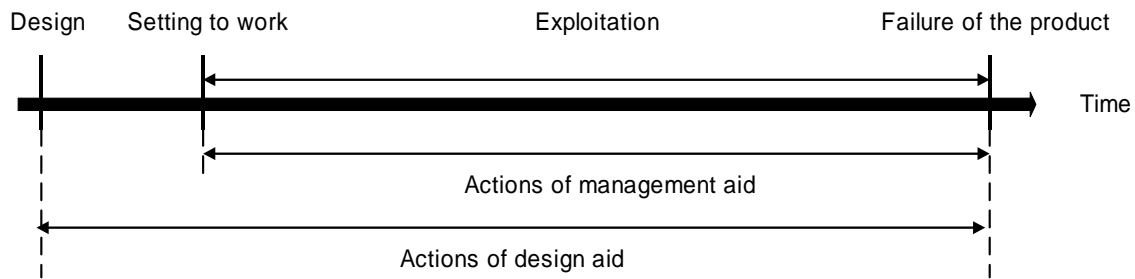 Design Setting to work Exploitation Failure of the product
Time
Actions of management aid
Actions of design aid